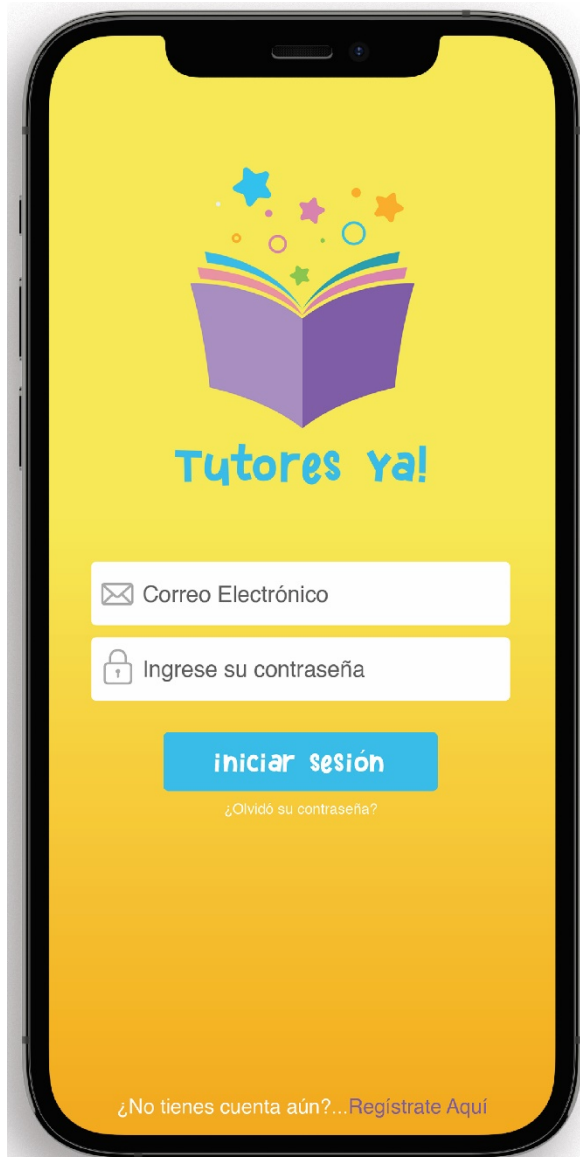 Tutores Ya!
Correo Electrónico
Ingrese su contraseña
iniciar sesión
¿Olvidó su contraseña?
¿No tienes cuenta aún?...Regístrate Aquí